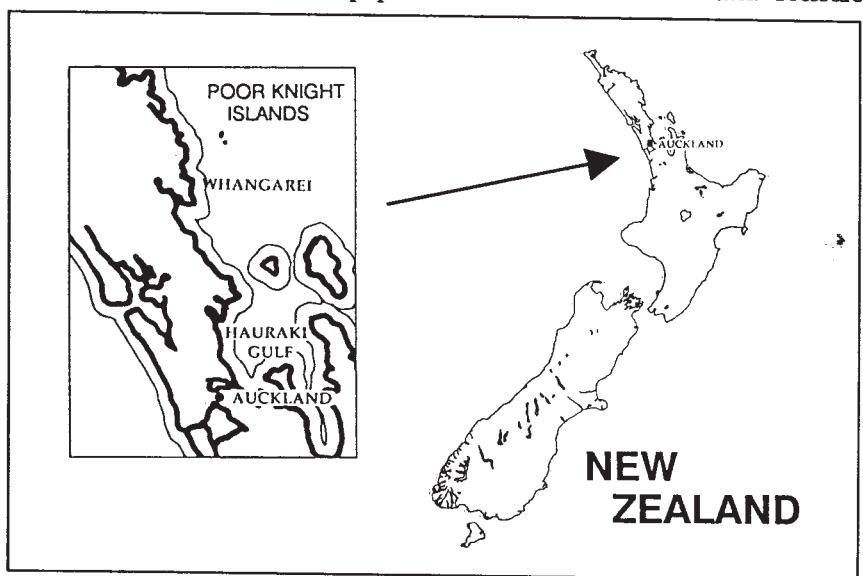 POOR KNIGHT
ISLANDS
WHANGAREI
HAURAKI
GULF
AUCKLAND
AUCKLAND
NEW
ZEALAND